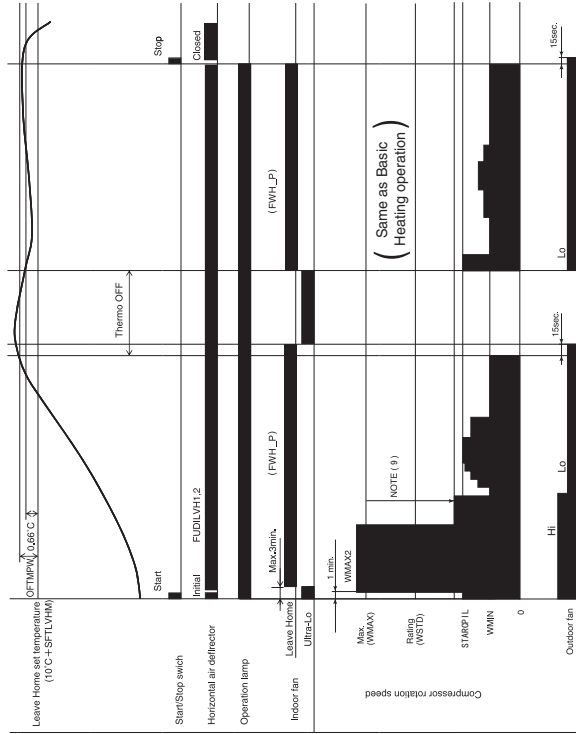 Leave Home set temperature
(10°C+SFTLVHM)
OFTMPW
0.66°C
Thermo OFF
Start/Stop swich
Start
Stop
Horizontal air deflrector
Initial
FUDILVH1,2
Closed
Operation lamp
Indoor fan
Leave Home
Ultra-Lo
Max.3min.
(FWH_P)
(FWH_P)
Compressor rotation speed
Max.
(WMAX)
Rating
(WSTD)
WMIN
0
1 min.
WMAX2
NOTE ( 9 )
(Same as Basic
Heating operation)
Outdoor fan
Hi
Lo
15sec.
Lo
15sec.